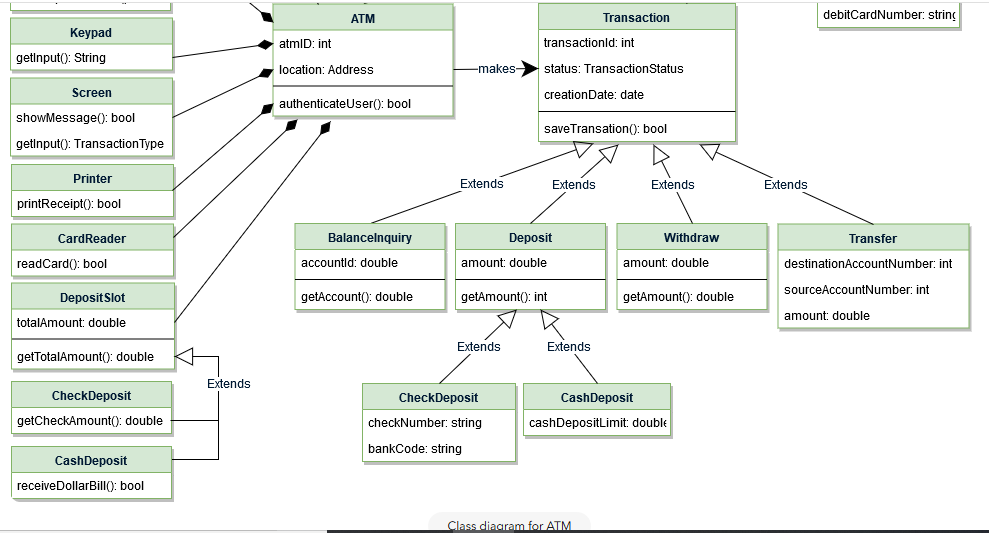 ATM
atmID: int
location: Address
authenticateUser(): bool
makes
Transaction
transactionId: int
status: TransactionStatus
creationDate: date
saveTransation(): bool
debitCardNumber: string
Keypad
getInput(): String
Screen
showMessage(): bool
getInput(): TransactionType
Printer
printReceipt(): bool
CardReader
readCard(): bool
DepositSlot
totalAmount: double
getTotalAmount(): double
Extends
CheckDeposit
getCheckAmount(): double
CashDeposit
receiveDollarBill(): bool
Extends
Extends
Extends
Extends
BalanceInquiry
accountId: double
getAccount(): double
Deposit
amount: double
getAmount(): int
Withdraw
amount: double
getAmount(): double
Transfer
destinationAccountNumber: int
sourceAccountNumber: int
amount: double
Extends
Extends
CheckDeposit
checkNumber: string
bankCode: string
CashDeposit
cashDepositLimit: double
Class diagram for ATM